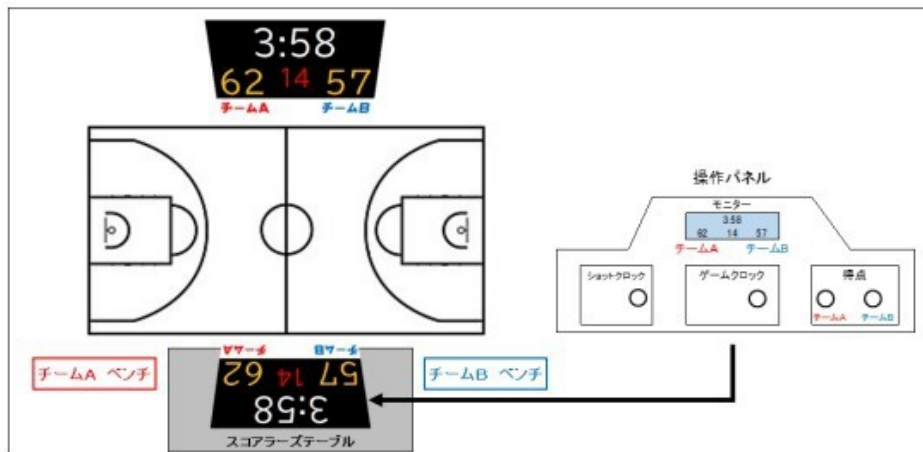 3:58
62 14 57
チームA チームB
操作パネル
モニター
3:58
62 14 57
チームA チームB
ショットクロック ゲームクロック 得点
チームA チームB
チームA ベンチ
3:58
57 14 62
チームB チームA
スコアラーズテーブル
チームB ベンチ